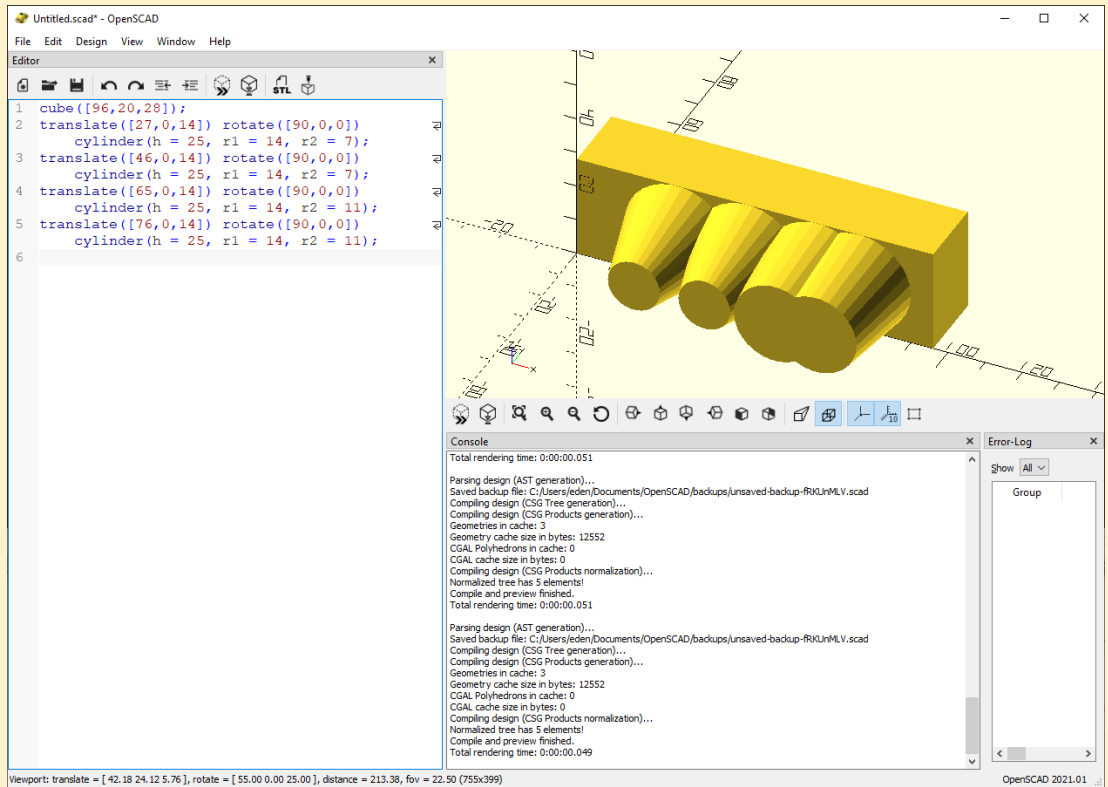 Untitled.scad* - OpenSCAD
File Edit Design View Window Help
Editor
STL
1 cube([96,20,28]);
2 translate([27,0,14]) rotate([90,0,0])
cylinder(h = 25, r1 = 14, r2 = 7);
3 translate([46,0,14]) rotate([90,0,0])
cylinder(h = 25, r1 = 14, r2 = 7);
4 translate([65,0,14]) rotate([90,0,0])
cylinder(h = 25, r1 = 14, r2 = 11);
5 translate([76,0,14]) rotate([90,0,0])
cylinder(h = 25, r1 = 14, r2 = 11);
6
x
10
Console
Total rendering time: 0:00:00.051
Parsing design (AST generation)...
Saved backup file: C:/Users/eden/Documents/OpenSCAD/backups/unsaved-backup-fRKUnMLV.scad
Compiling design (CSG Tree generation)...
Compiling design (CSG Products generation)...
Geometries in cache: 3
Geometry cache size in bytes: 12552
CGAL Polyhedrons in cache: 0
CGAL cache size in bytes: 0
Compiling design (CSG Products normalization)...
Normalized tree has 5 elements!
Compile and preview finished.
Total rendering time: 0:00:00.051
Parsing design (AST generation)...
Saved backup file: C:/Users/eden/Documents/OpenSCAD/backups/unsaved-backup-fRKUnMLV.scad
Compiling design (CSG Tree generation)...
Compiling design (CSG Products generation)...
Geometries in cache: 3
Geometry cache size in bytes: 12552
CGAL Polyhedrons in cache: 0
CGAL cache size in bytes: 0
Compiling design (CSG Products normalization)...
Normalized tree has 5 elements!
Compile and preview finished.
Total rendering time: 0:00:00.049
Error-Log
Show All
Group
Viewport: translate = [ 42.18 24.12 5.76 ], rotate = [ 55.00 0.00 25.00 ], distance = 213.38, fov = 22.50 (755x399)
OpenSCAD 2021.01